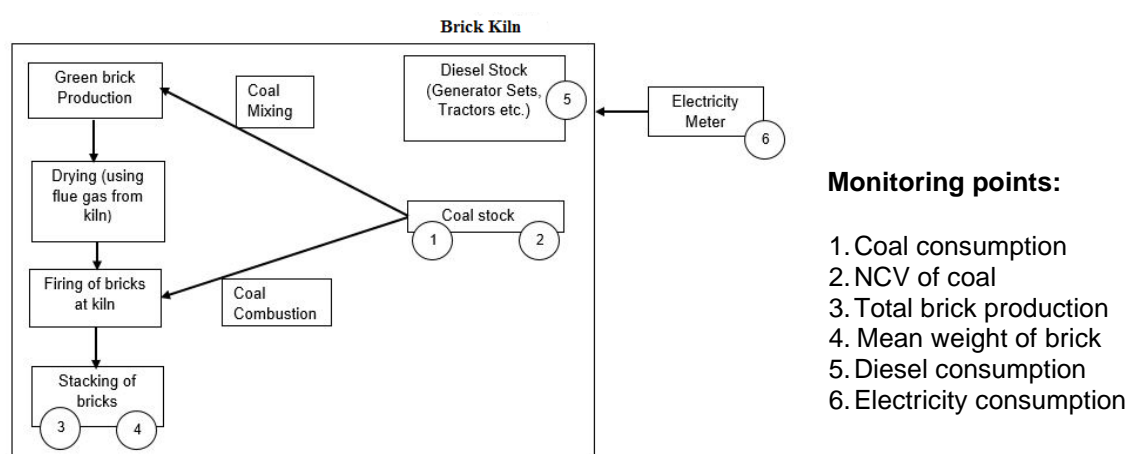 Brick Kiln
Green brick
Production
Coal
Mixing
Diesel Stock
(Generator Sets,
Tractors etc.)
5
Electricity
Meter
6
Drying (using
flue gas from
kiln)
Coal stock
1
2
Firing of bricks
at kiln
Coal
Combustion
Stacking of
bricks
3
4
Monitoring points:
1. Coal consumption
2. NCV of coal
3. Total brick production
4. Mean weight of brick
5. Diesel consumption
6. Electricity consumption